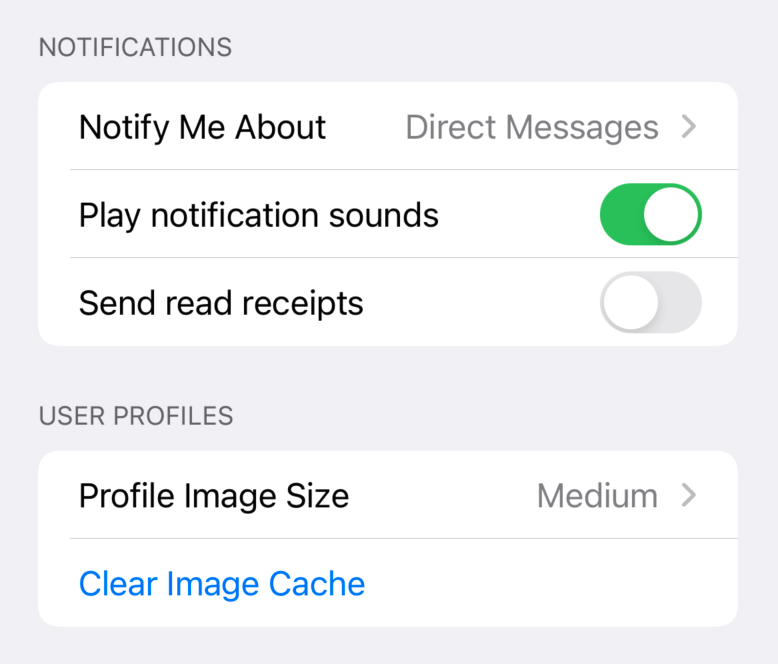 NOTIFICATIONS
Notify Me About Direct Messages
Play notification sounds
Send read receipts
USER PROFILES
Profile Image Size Medium
Clear Image Cache